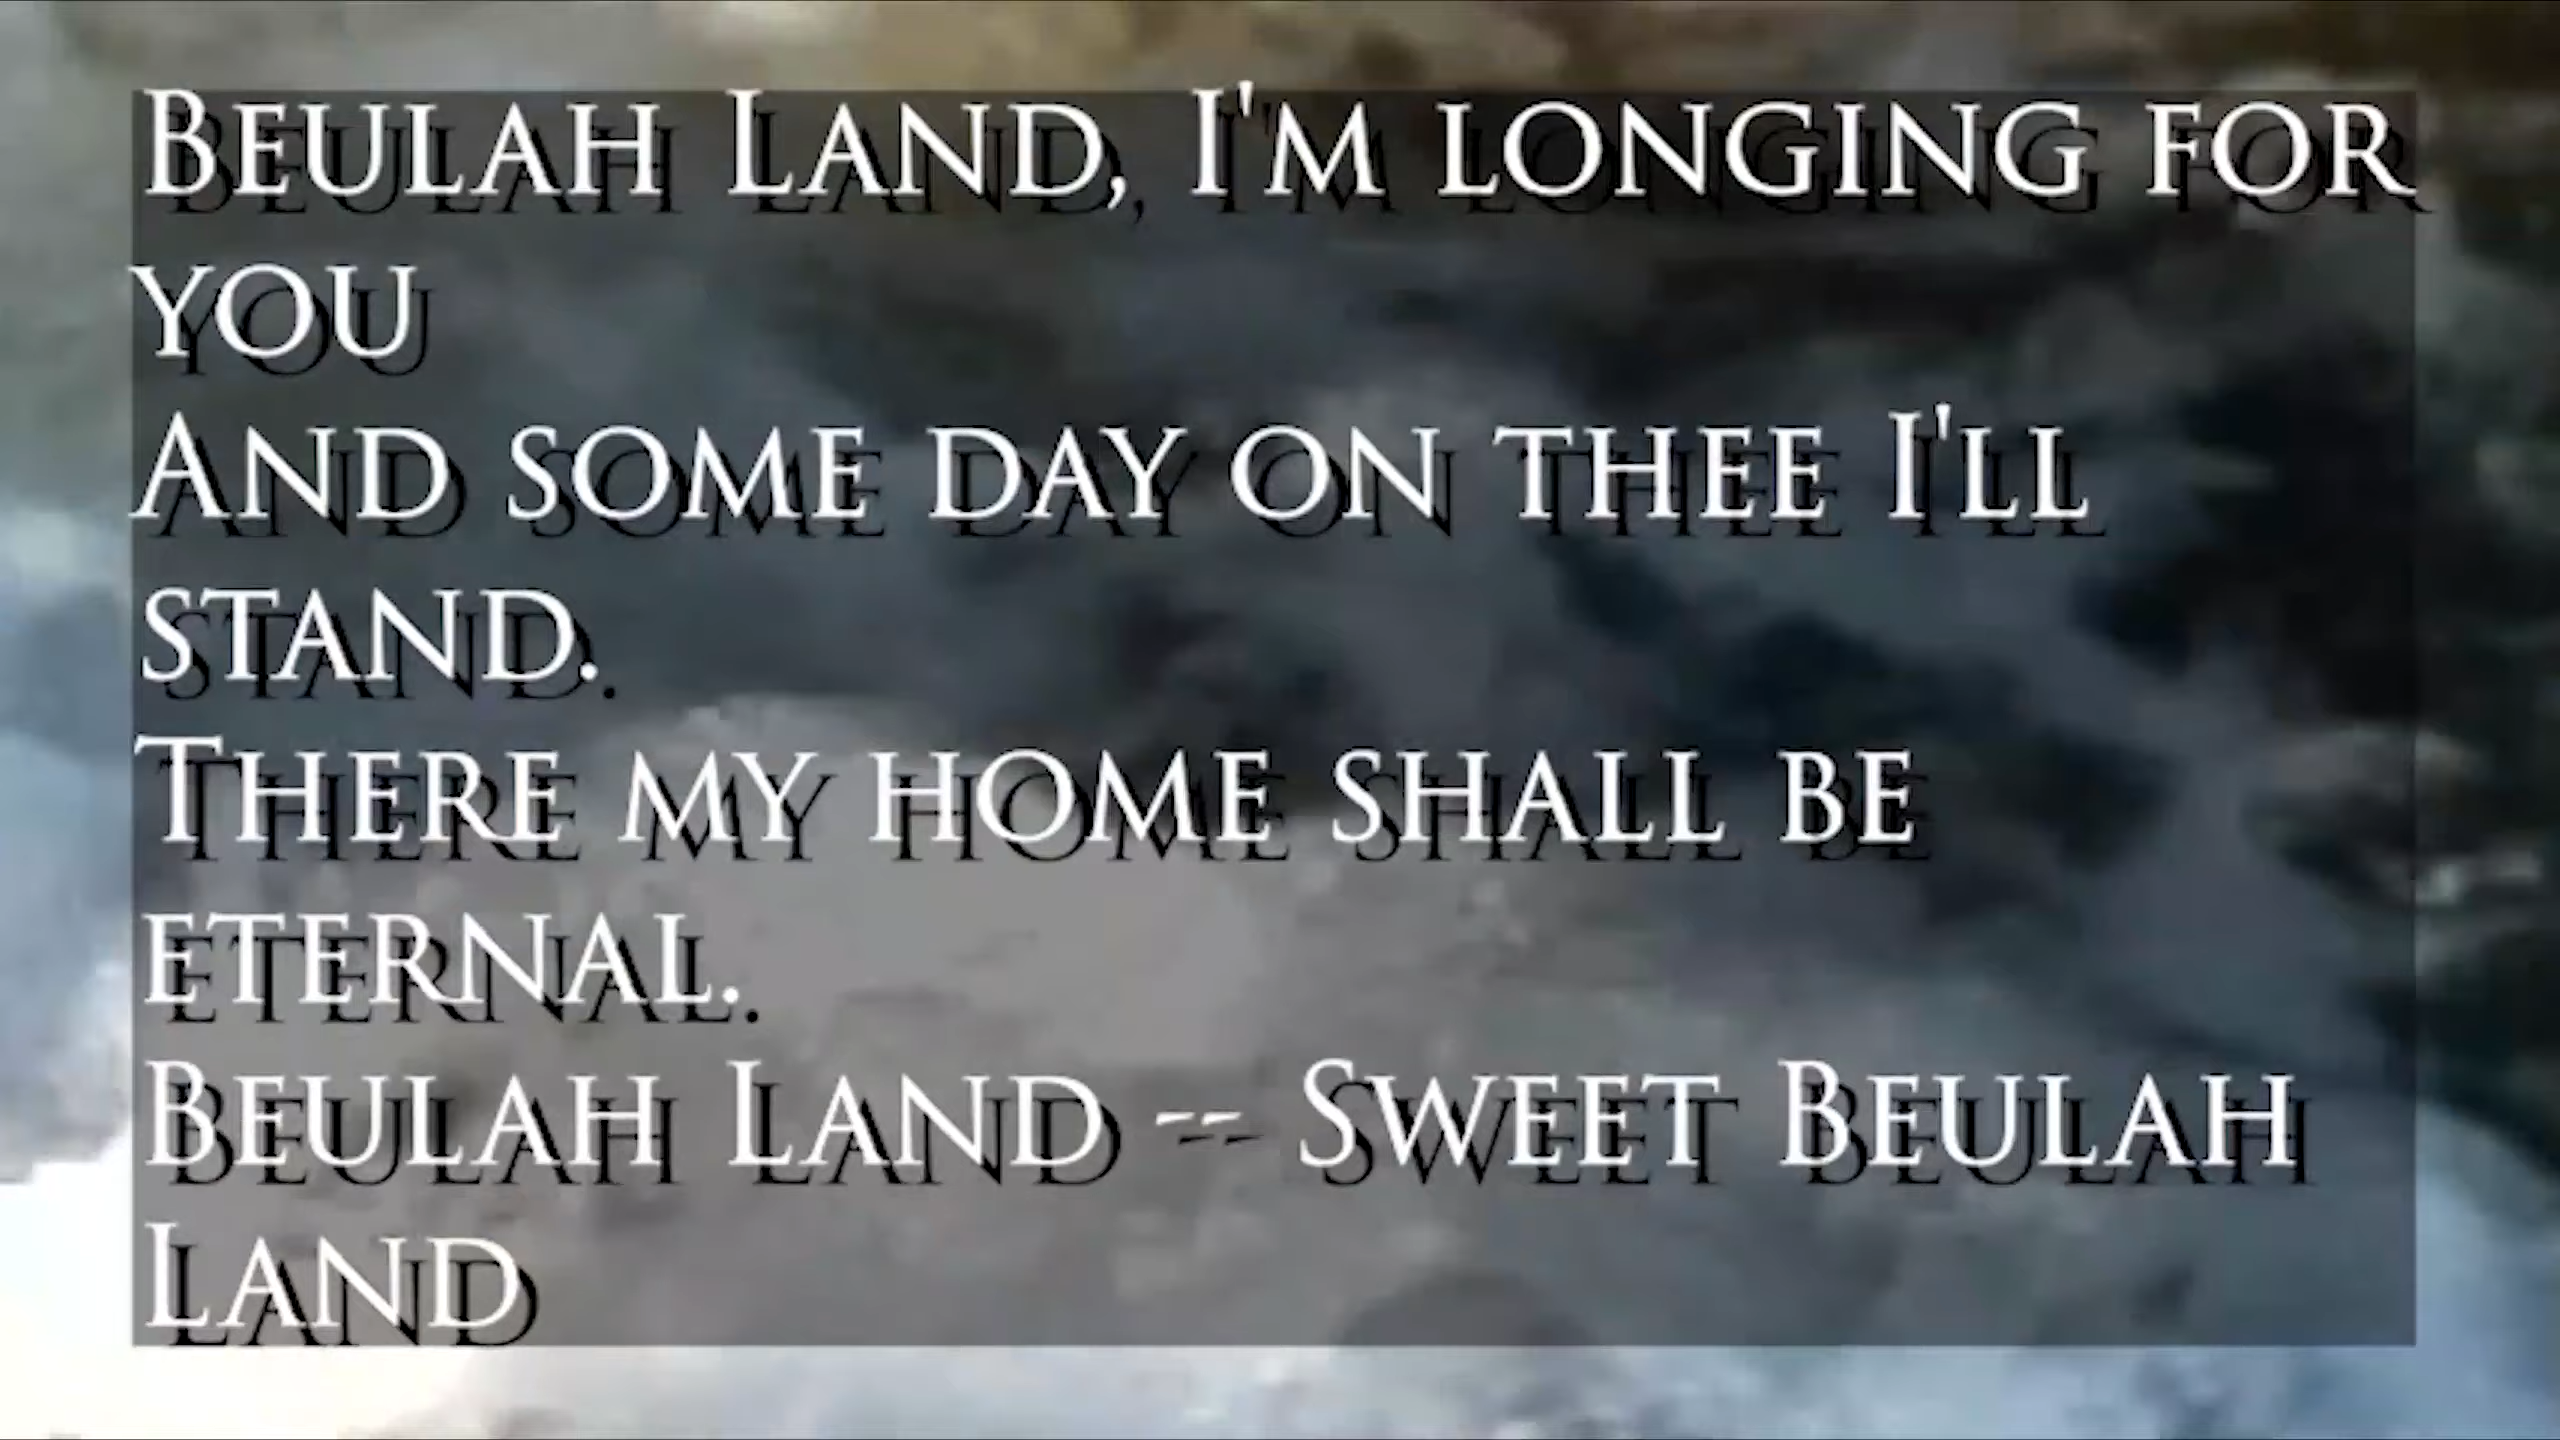 Beulah Land, I'm longing for
you
And some day on thee I'll
stand.
There my home shall be
eternal.
Beulah Land -- Sweet Beulah
Land